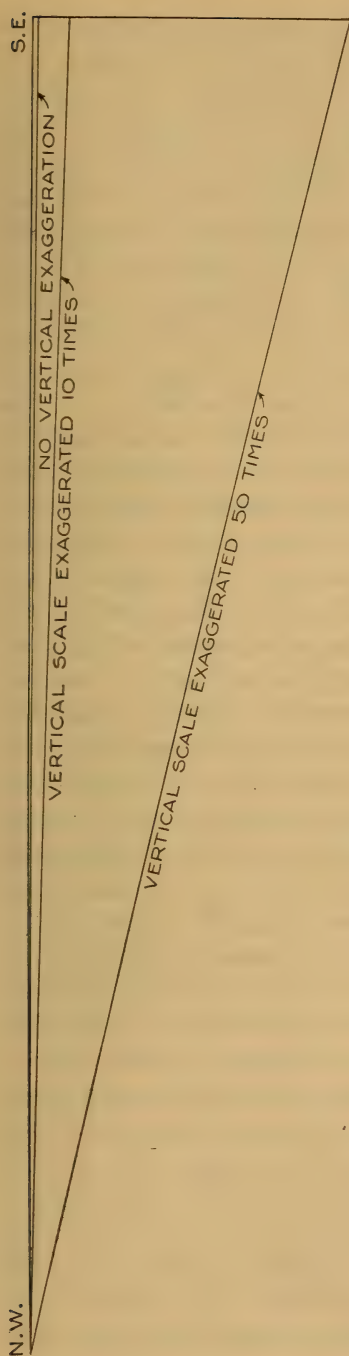 N.W.
S.E.
NO VERTICAL EXAGGERATION
VERTICAL SCALE EXAGGERATED 10 TIMES
VERTICAL SCALE EXAGGERATED 50 TIMES